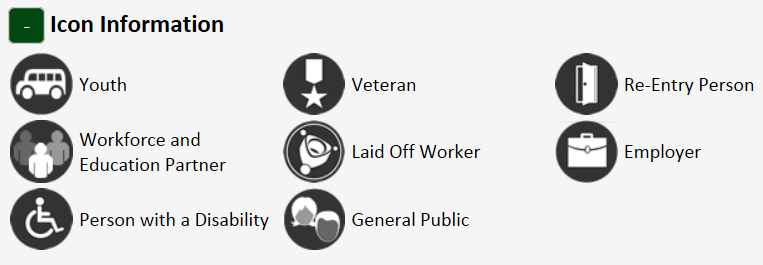 - Icon Information
Youth
Veteran
Re-Entry Person
Workforce and
Education Partner
Laid Off Worker
Employer
Person with a Disability
General Public